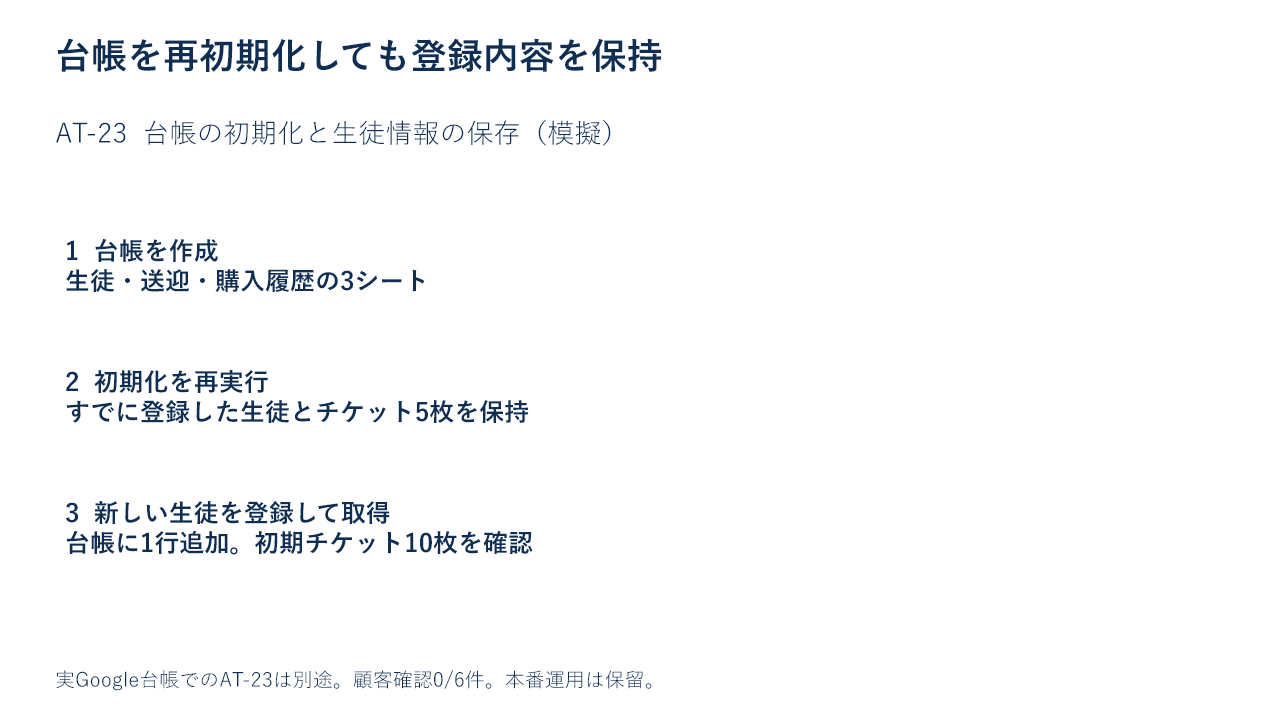 台帳を再初期化しても登録内容を保持
AT-23 台帳の初期化と生徒情報の保存（模擬）
1 台帳を作成
生徒・送迎・購入履歴の3シート
2 初期化を再実行
すでに登録した生徒とチケット5枚を保持
3 新しい生徒を登録して取得
台帳に1行追加。初期チケット10枚を確認
実Google台帳でのAT-23は別途。顧客確認0/6件。本番運用は保留。